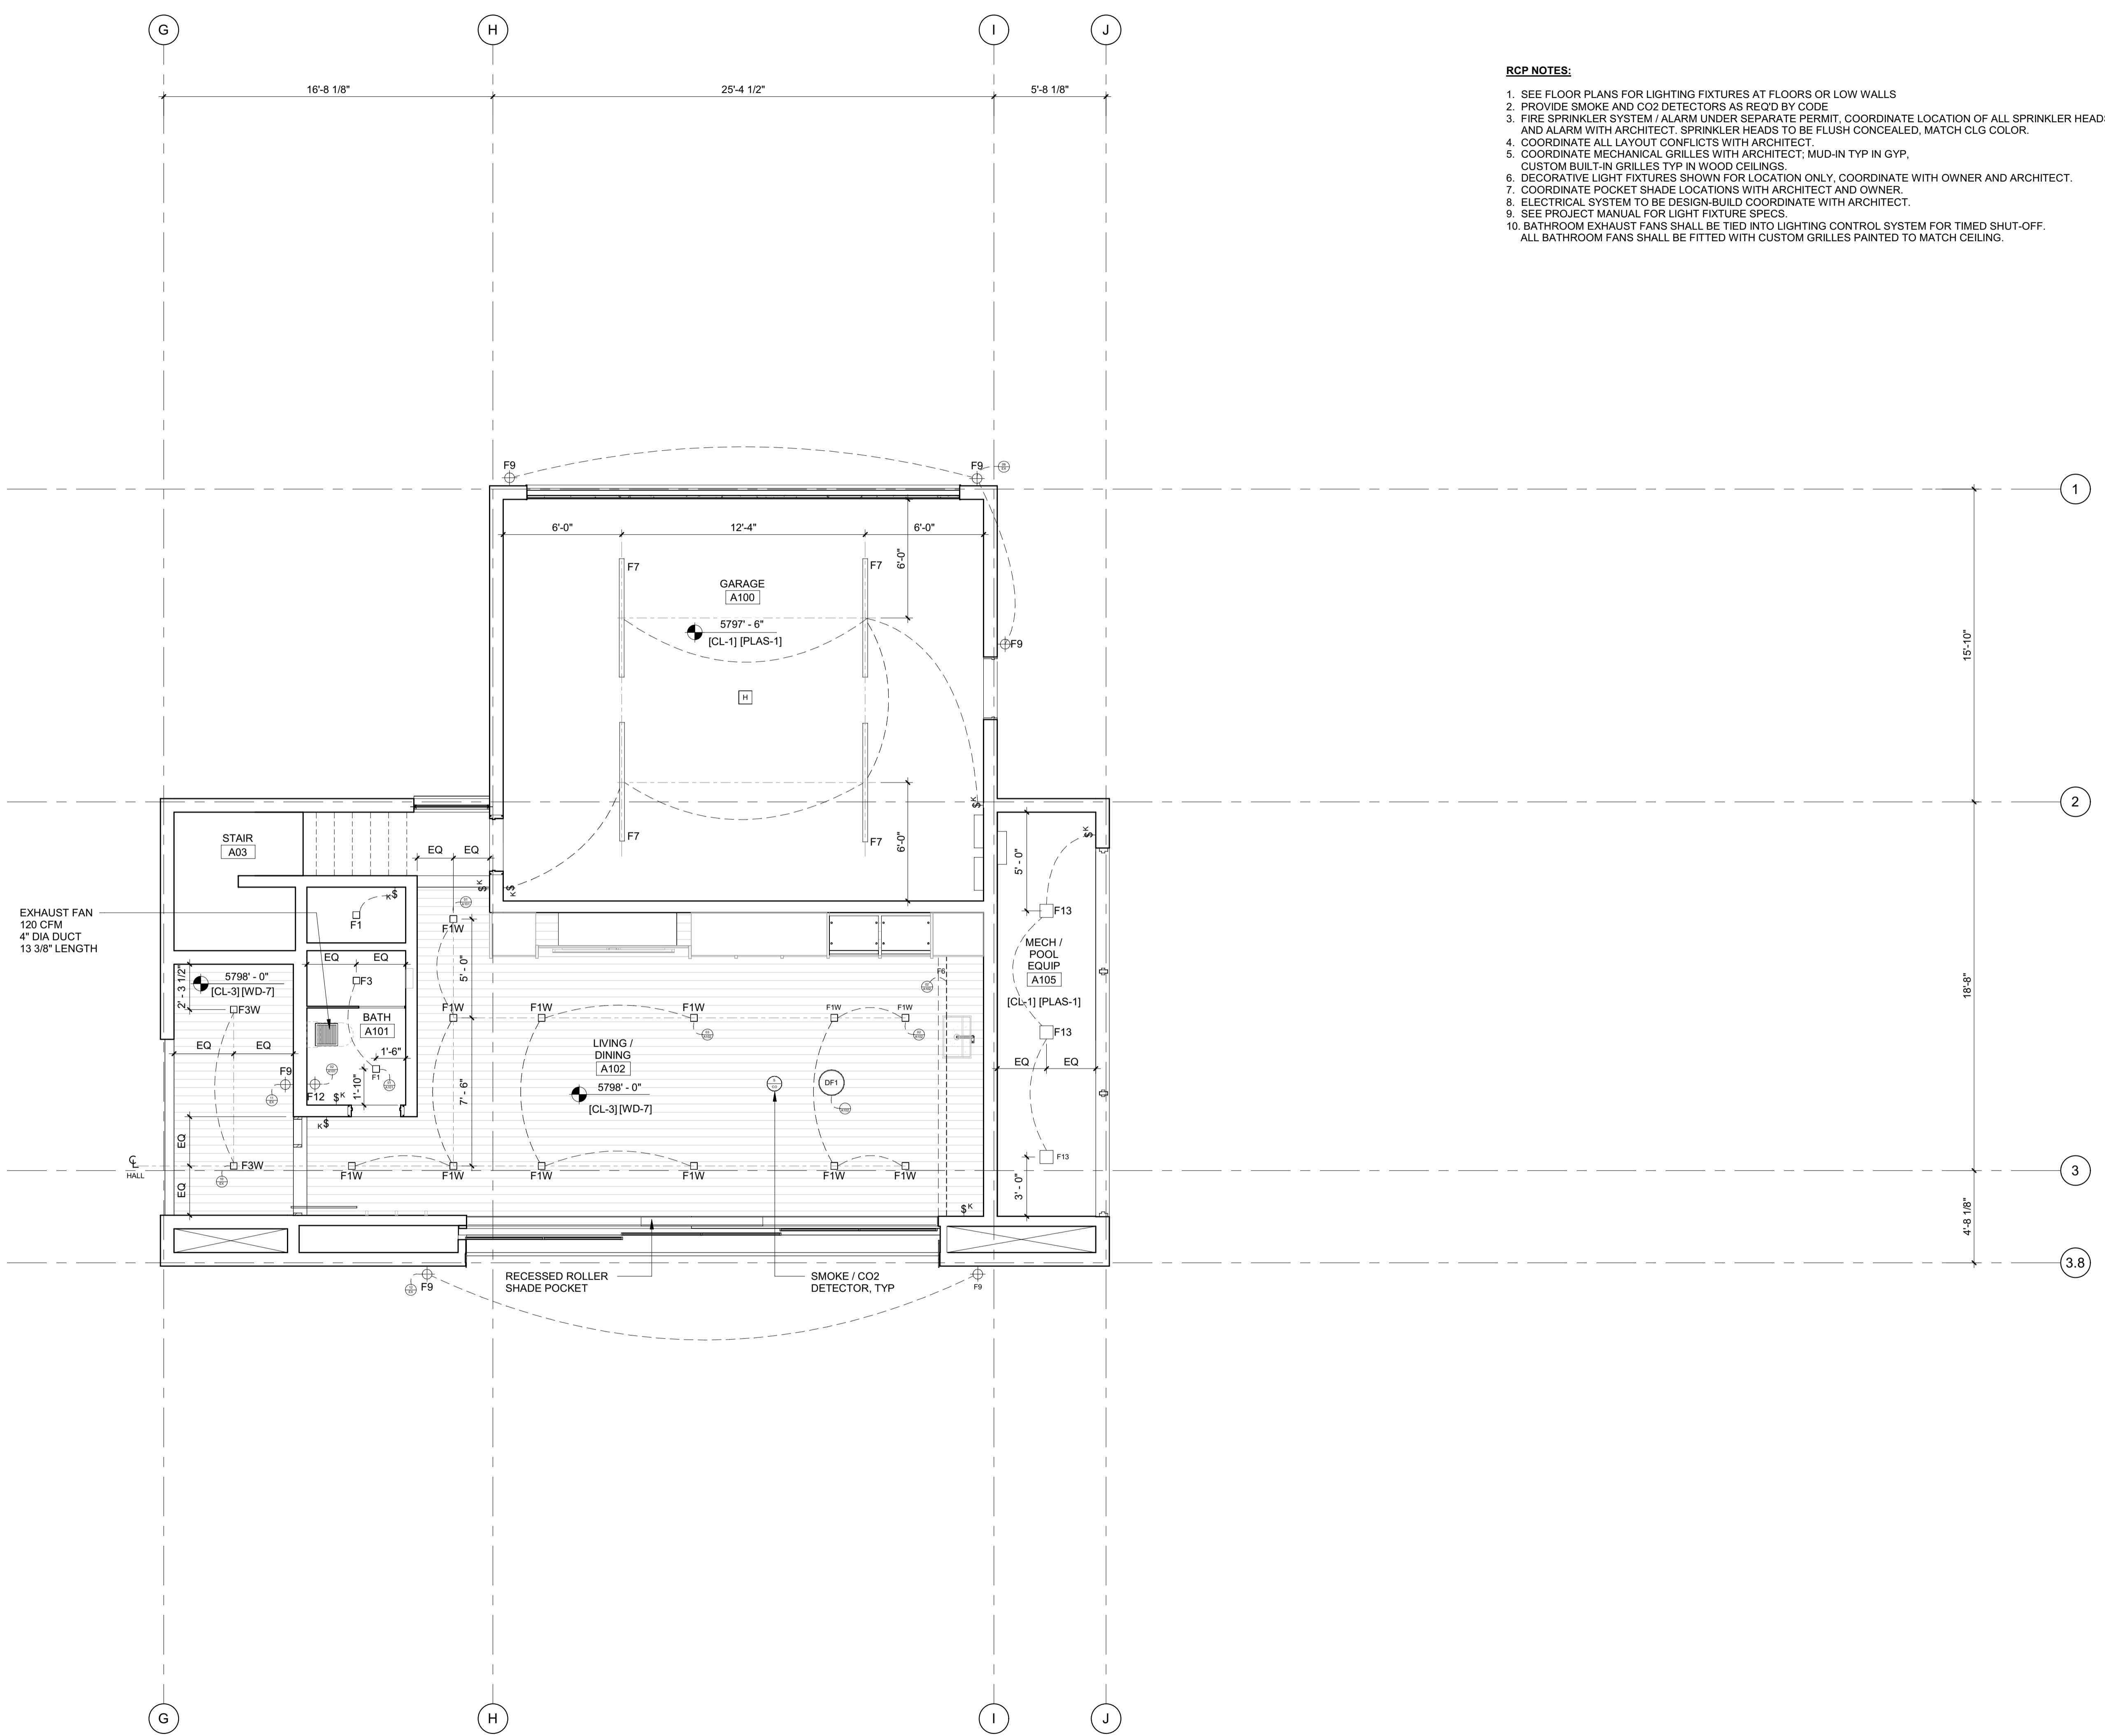 G
H
I
J
16'-8 1/8"
25'-4 1/2"
5'-8 1/8"
RCP NOTES:
1. SEE FLOOR PLANS FOR LIGHTING FIXTURES AT FLOORS OR LOW WALLS
2. PROVIDE SMOKE AND CO2 DETECTORS AS REQ'D BY CODE
3. FIRE SPRINKLER SYSTEM / ALARM UNDER SEPARATE PERMIT, COORDINATE LOCATION OF ALL SPRINKLER HEADS
AND ALARM WITH ARCHITECT. SPRINKLER HEADS TO BE FLUSH CONCEALED, MATCH CLG COLOR.
4. COORDINATE ALL LAYOUT CONFLICTS WITH ARCHITECT.
5. COORDINATE MECHANICAL GRILLES WITH ARCHITECT; MUD-IN TYP IN GYP,
CUSTOM BUILT-IN GRILLES TYP IN WOOD CEILINGS.
6. DECORATIVE LIGHT FIXTURES SHOWN FOR LOCATION ONLY, COORDINATE WITH OWNER AND ARCHITECT.
7. COORDINATE POCKET SHADE LOCATIONS WITH ARCHITECT AND OWNER.
8. ELECTRICAL SYSTEM TO BE DESIGN-BUILD COORDINATE WITH ARCHITECT.
9. SEE PROJECT MANUAL FOR LIGHT FIXTURE SPECS.
10. BATHROOM EXHAUST FANS SHALL BE TIED INTO LIGHTING CONTROL SYSTEM FOR TIMED SHUT-OFF.
ALL BATHROOM FANS SHALL BE FITTED WITH CUSTOM GRILLES PAINTED TO MATCH CEILING.
F9
F9
1
6'-0"
12'-4"
6'-0"
6'-0"
F7
F7
GARAGE
A100
5797' - 6"
[CL-1] [PLAS-1]
F9
15'-10"
H
$K
2
F7
F7
6'-0"
STAIR
A03
EQ
EQ
$K
5' - 0"
K$
$K
K$
EXHAUST FAN
120 CFM
4" DIA DUCT
13 3/8" LENGTH
F1
F1W
F13
MECH /
POOL
EQUIP
A105
[CL-1] [PLAS-1]
EQ
EQ
5' - 0"
F6
2' - 3 1/2"
5798' - 0"
[CL-3] [WD-7]
F3
F3W
BATH
A101
F1W
F1W
F1W
F1W
F1W
18'-8"
F13
EQ
EQ
1'-6"
LIVING /
DINING
A102
5798' - 0"
[CL-3] [WD-7]
DF1
EQ
EQ
F9
F12
F1
1'-10"
$K
7' - 6"
K$
EQ
EQ
℄
HALL
F3W
F1W
F1W
F1W
F1W
F1W
F1W
F13
3' - 0"
3
$K
4'-8 1/8"
3.8
F9
RECESSED ROLLER
SHADE POCKET
SMOKE / CO2
DETECTOR, TYP
F9
G
H
I
J